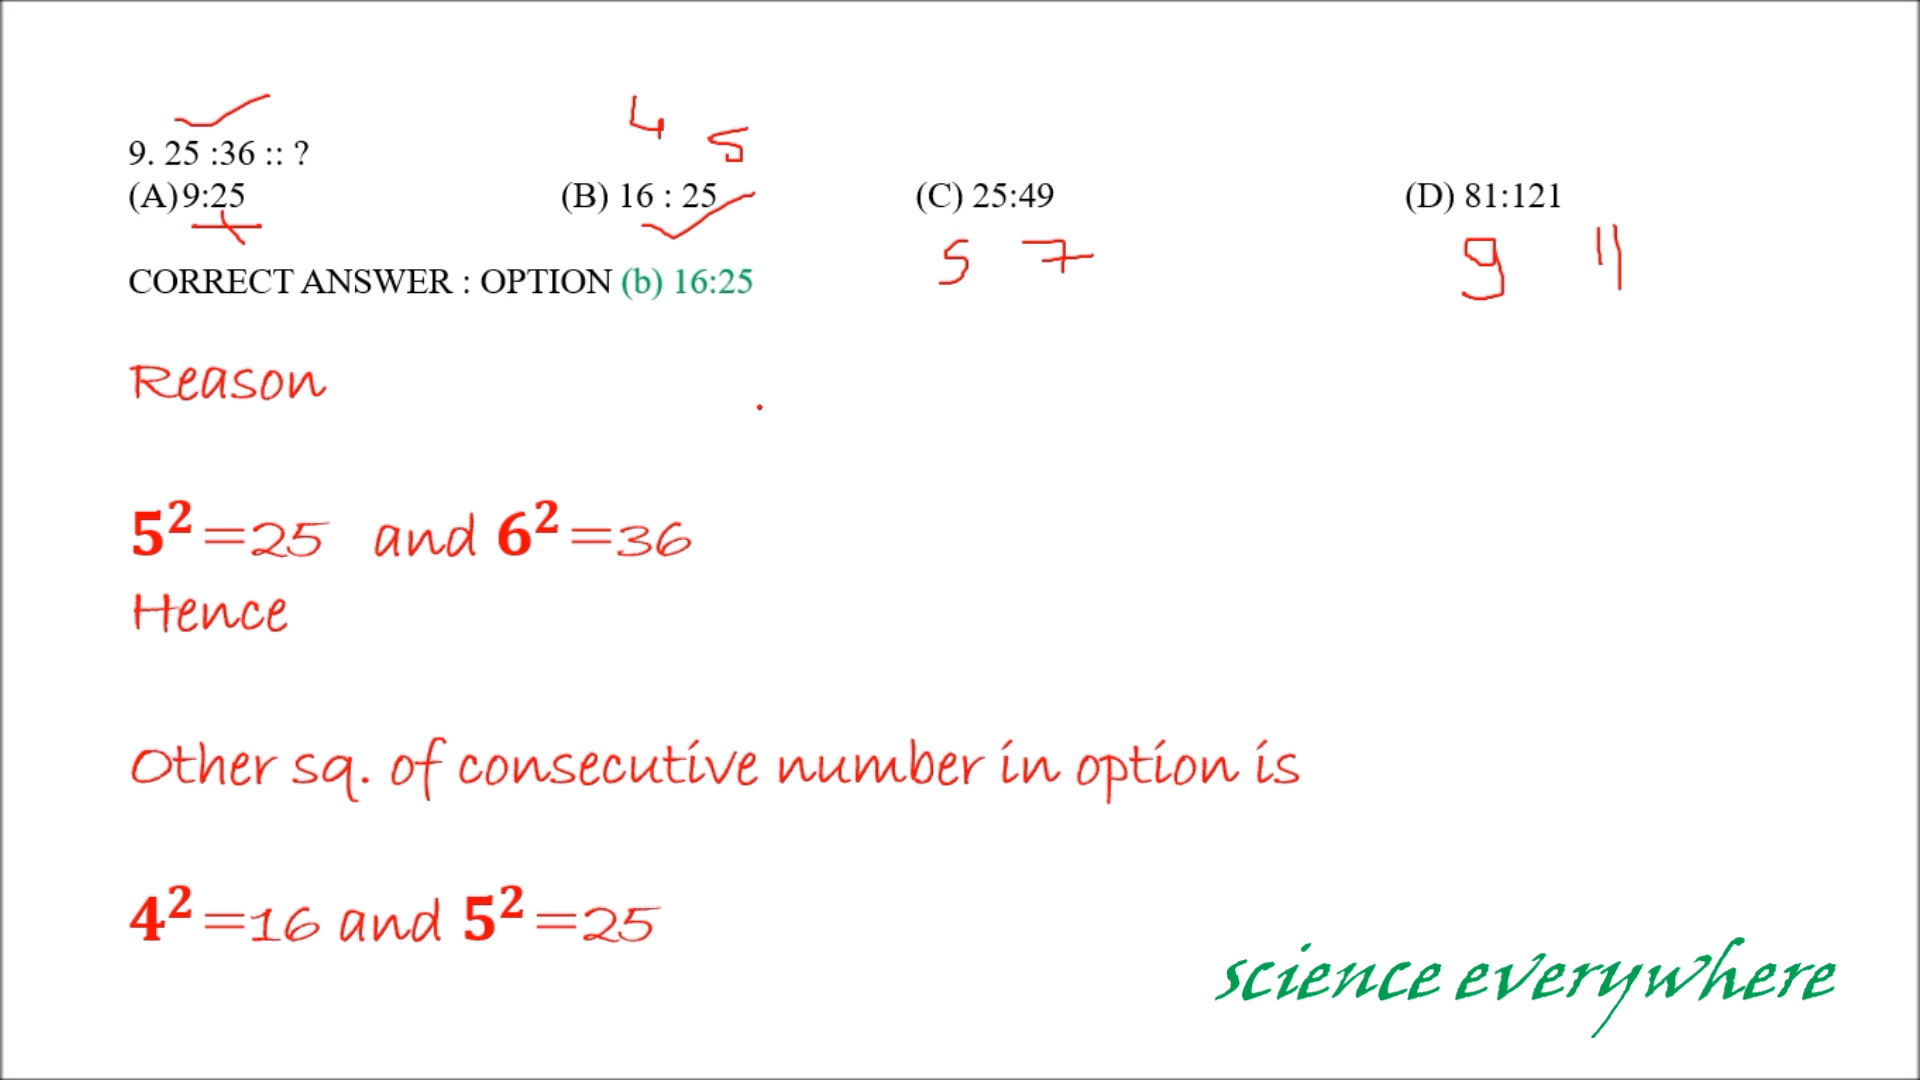 4 5
9. 25 :36 :: ?
(A)9:25 (B) 16 : 25 (C) 25:49 (D) 81:121
5 7 9 11
CORRECT ANSWER : OPTION (b) 16:25
Reason
5²=25 and 6²=36
Hence
Other sq. of consecutive number in option is
4²=16 and 5²=25
science everywhere